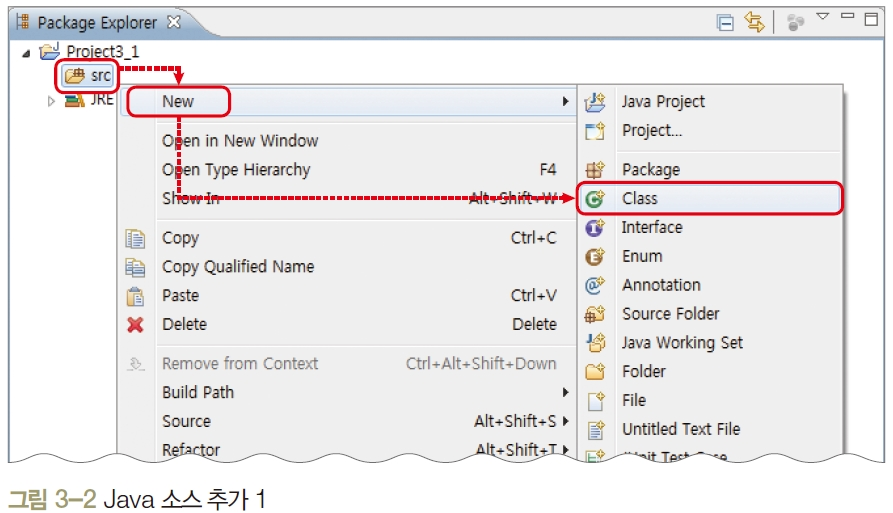 Package Explorer
Project3_1
src
JRE
New
Open in New Window
Open Type Hierarchy F4
Show In Alt+Shift+W
Copy Ctrl+C
Copy Qualified Name
Paste Ctrl+V
Delete Delete
Remove from Context Ctrl+Alt+Shift+Down
Build Path
Source Alt+Shift+S
Refactor Alt+Shift+T
Java Project
Project...
Package
Class
Interface
Enum
Annotation
Source Folder
Java Working Set
Folder
File
Untitled Text File
JUnit Test Case
그림 3-2 Java 소스 추가 1